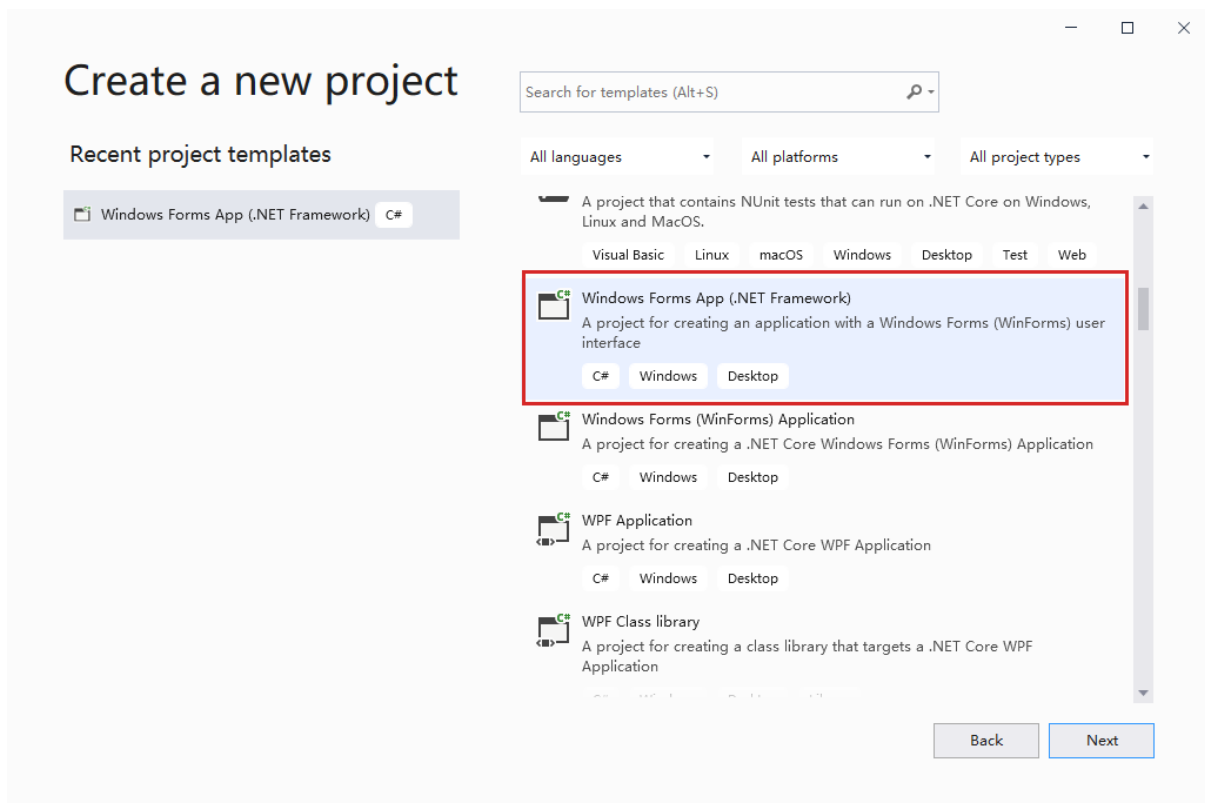 Create a new project
Search for templates (Alt+S)
Recent project templates
All languages
All platforms
All project types
Windows Forms App (.NET Framework) C#
A project that contains NUnit tests that can run on .NET Core on Windows,
Linux and MacOS.
Visual Basic Linux macOS Windows Desktop Test Web
C#
Windows Forms App (.NET Framework)
A project for creating an application with a Windows Forms (WinForms) user
interface
C# Windows Desktop
C#
Windows Forms (WinForms) Application
A project for creating a .NET Core Windows Forms (WinForms) Application
C# Windows Desktop
C#
WPF Application
A project for creating a .NET Core WPF Application
C# Windows Desktop
C#
WPF Class library
A project for creating a class library that targets a .NET Core WPF
Application
Back
Next